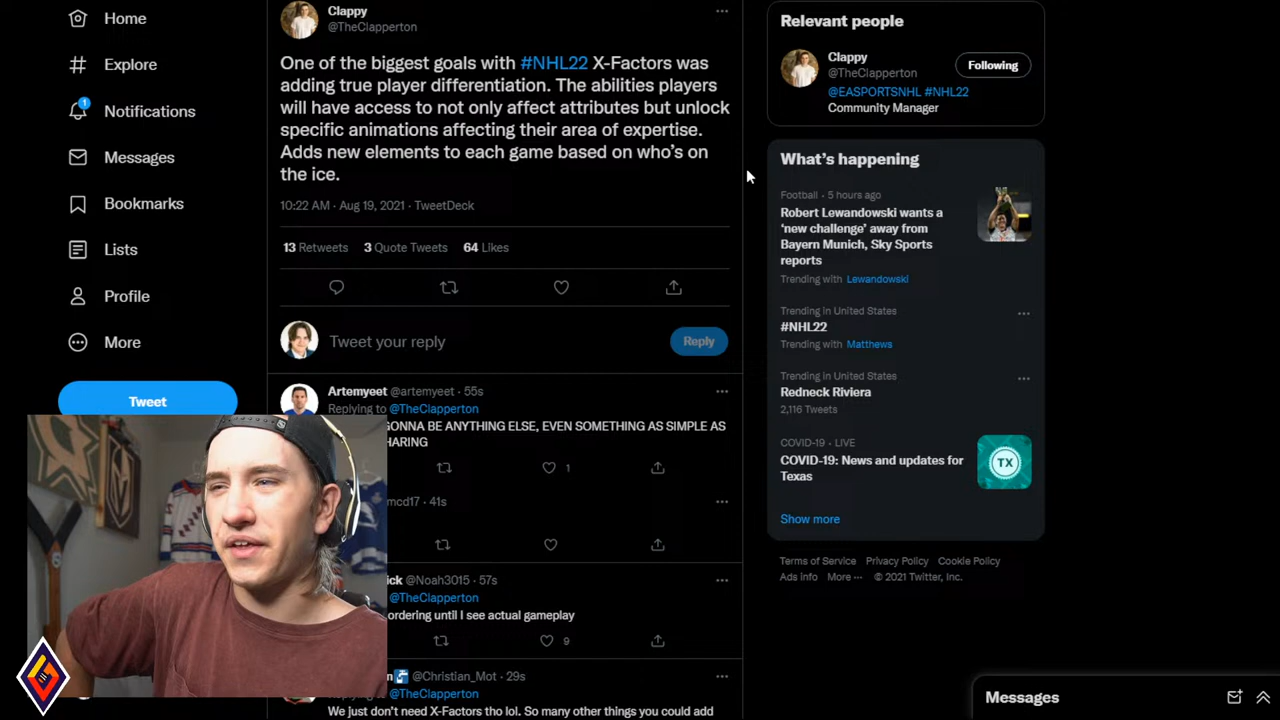 Home
Explore
1
Notifications
Messages
Bookmarks
Lists
Profile
More
Tweet
Clappy
@TheClapperton
One of the biggest goals with #NHL22 X-Factors was
adding true player differentiation. The abilities players
will have access to not only affect attributes but unlock
specific animations affecting their area of expertise.
Adds new elements to each game based on who's on
the ice.
10:22 AM · Aug 19, 2021 · TweetDeck
13 Retweets 3 Quote Tweets 64 Likes
Tweet your reply
Reply
Artemyeet @artemyeet · 55s
Replying to @TheClapperton
ONNA BE ANYTHING ELSE, EVEN SOMETHING AS SIMPLE AS
HARING
1
mcd17 · 41s
ick @Noah3015 · 57s
@TheClapperton
ordering until I see actual gameplay
9
n @Christian_Mot · 29s
@TheClapperton
We just don't need X-Factors tho lol. So many other things you could add
Relevant people
Clappy
@TheClapperton
Following
@EASPORTSNHL #NHL22
Community Manager
What's happening
Football · 5 hours ago
Robert Lewandowski wants a
'new challenge' away from
Bayern Munich, Sky Sports
reports
Trending with Lewandowski
Trending in United States
#NHL22
Trending with Matthews
Trending in United States
Redneck Riviera
2,116 Tweets
COVID-19 · LIVE
COVID-19: News and updates for
Texas
TX
Show more
Terms of Service Privacy Policy Cookie Policy
Ads info More ··· © 2021 Twitter, Inc.
Messages